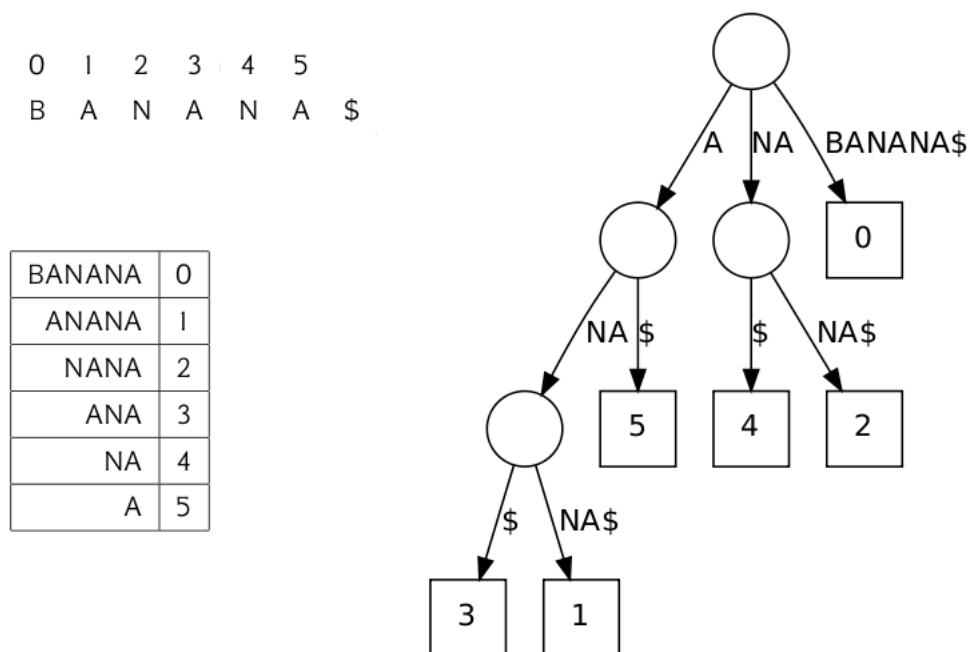 0 1 2 3 4 5
B A N A N A $
BANANA 0
ANANA 1
NANA 2
ANA 3
NA 4
A 5
A NA BANANA$
0
NA $ $ NA$
5 4 2
$ NA$
3 1